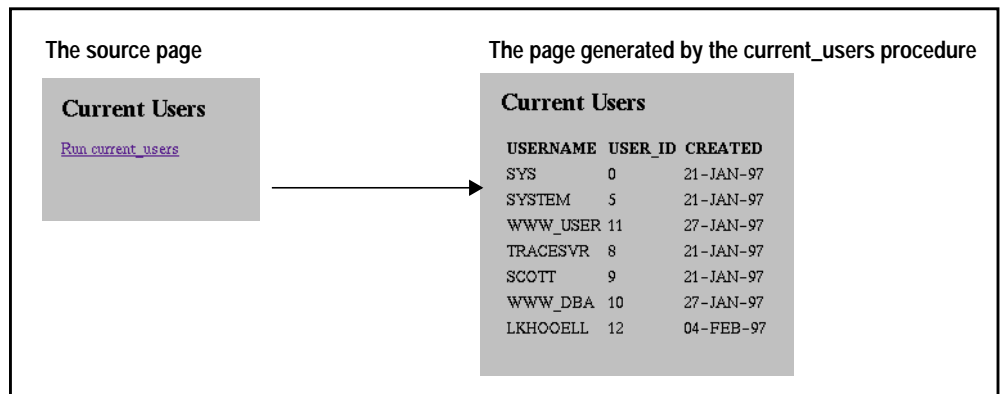 The source page
Current Users
Run current_users
The page generated by the current_users procedure
Current Users
USERNAME USER_ID CREATED
SYS 0 21-JAN-97
SYSTEM 5 21-JAN-97
WWW_USER 11 27-JAN-97
TRACESVR 8 21-JAN-97
SCOTT 9 21-JAN-97
WWW_DBA 10 27-JAN-97
LKHOOELL 12 04-FEB-97